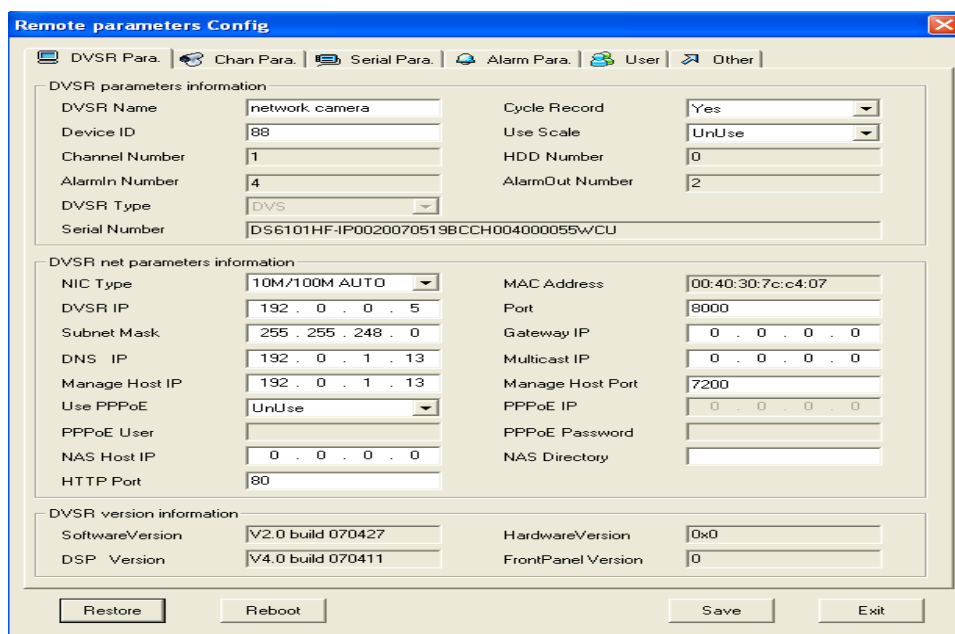 Remote parameters Config
DVSR Para. Chan Para. Serial Para. Alarm Para. User Other
DVSR parameters information
DVSR Name network camera Cycle Record Yes
Device ID 88 Use Scale UnUse
Channel Number 1 HDD Number 0
AlarmIn Number 4 AlarmOut Number 2
DVSR Type DVS
Serial Number DS6101HF-IP0020070519BCCH004000055WCU
DVSR net parameters information
NIC Type 10M/100M AUTO MAC Address 00:40:30:7c:c4:07
DVSR IP 192 . 0 . 0 . 5 Port 8000
Subnet Mask 255 . 255 . 248 . 0 Gateway IP 0 . 0 . 0 . 0
DNS IP 192 . 0 . 1 . 13 Multicast IP 0 . 0 . 0 . 0
Manage Host IP 192 . 0 . 1 . 13 Manage Host Port 7200
Use PPPoE UnUse PPPoE IP 0 . 0 . 0 . 0
PPPoE User PPPoE Password
NAS Host IP 0 . 0 . 0 . 0 NAS Directory
HTTP Port 80
DVSR version information
SoftwareVersion V2.0 build 070427 HardwareVersion 0x0
DSP Version V4.0 build 070411 FrontPanel Version 0
Restore Reboot Save Exit